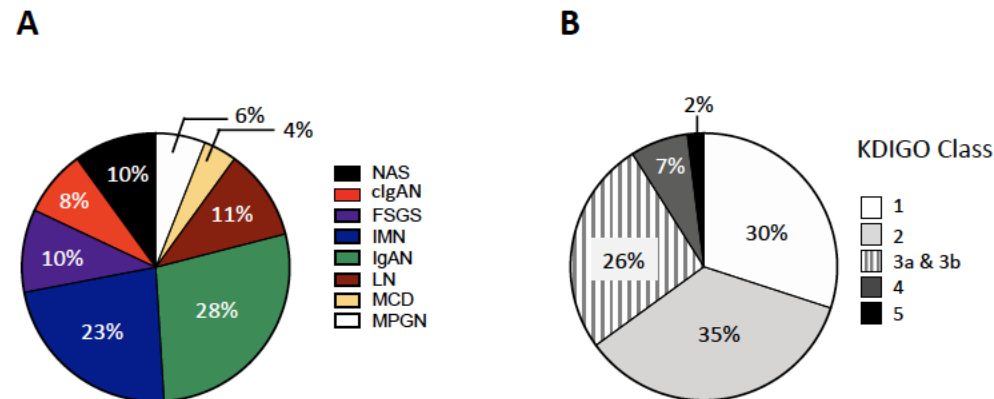 A
6%
4%
10%
8%
11%
10%
28%
23%
NAS
cIgAN
FSGS
IMN
IgAN
LN
MCD
MPGN
B
2%
7%
30%
26%
35%
KDIGO Class
1
2
3a & 3b
4
5